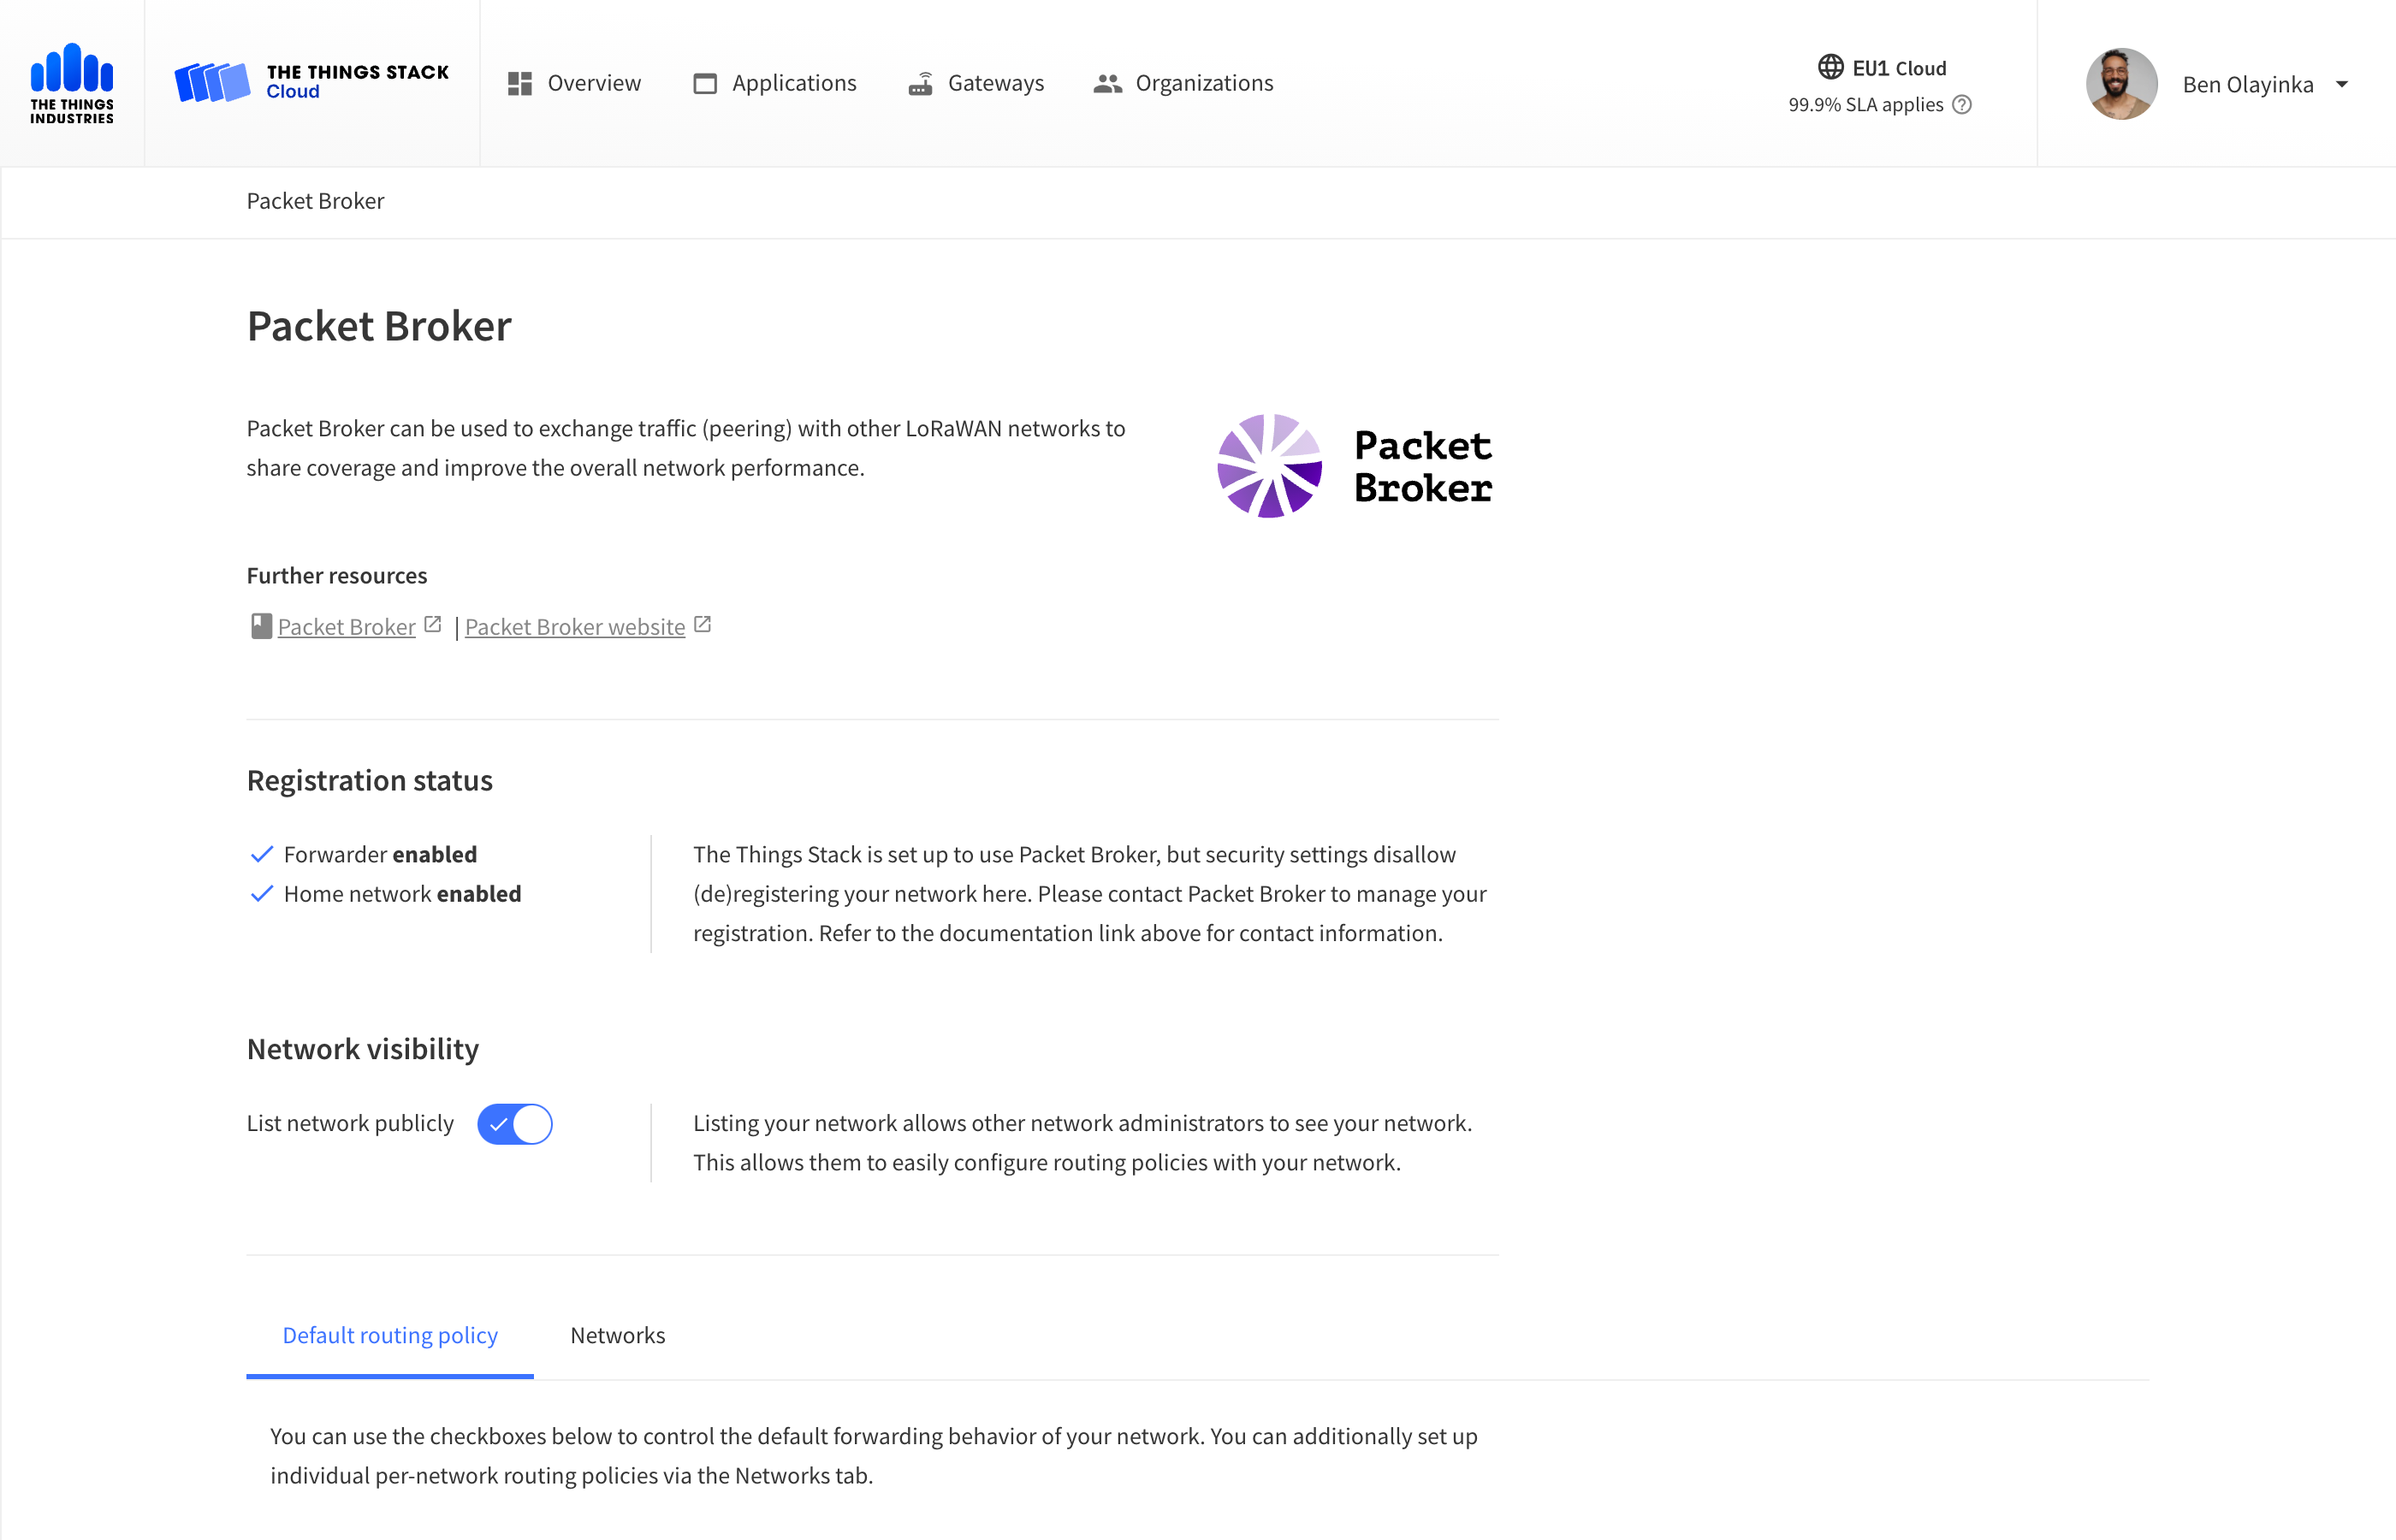 THE THINGS
INDUSTRIES
THE THINGS STACK
Cloud
Overview
Applications
Gateways
Organizations
EU1 Cloud
99.9% SLA applies
Ben Olayinka
Packet Broker
Packet Broker
Packet Broker can be used to exchange traffic (peering) with other LoRaWAN networks to
share coverage and improve the overall network performance.
Packet
Broker
Further resources
Packet Broker | Packet Broker website
Registration status
Forwarder enabled
Home network enabled
The Things Stack is set up to use Packet Broker, but security settings disallow
(de)registering your network here. Please contact Packet Broker to manage your
registration. Refer to the documentation link above for contact information.
Network visibility
List network publicly
Listing your network allows other network administrators to see your network.
This allows them to easily configure routing policies with your network.
Default routing policy
Networks
You can use the checkboxes below to control the default forwarding behavior of your network. You can additionally set up
individual per-network routing policies via the Networks tab.